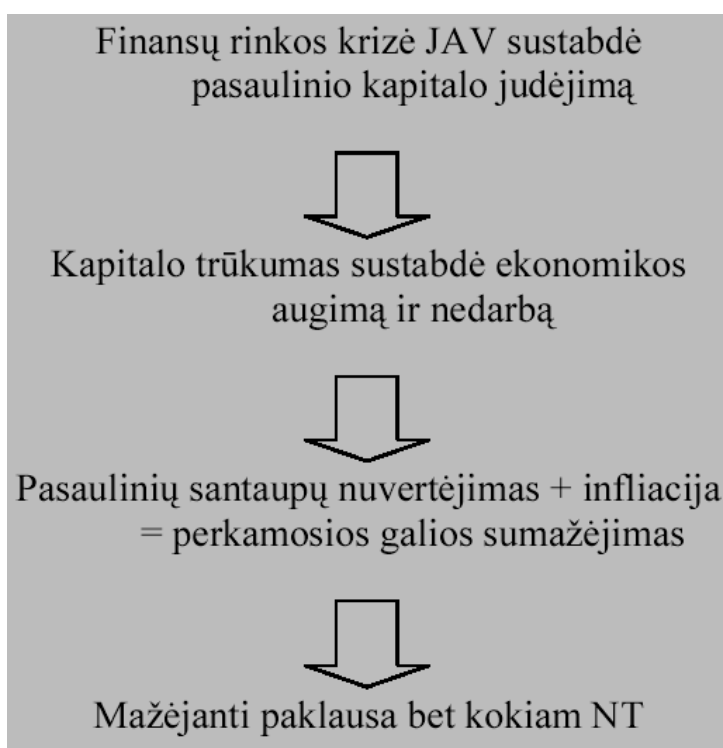 Finansų rinkos krizė JAV sustabdė
pasaulinio kapitalo judėjimą
Kapitalo trūkumas sustabdė ekonomikos
augimą ir nedarbą
Pasaulinių santaupų nuvertėjimas + infliacija
= perkamosios galios sumažėjimas
Mažėjanti paklausa bet kokiam NT